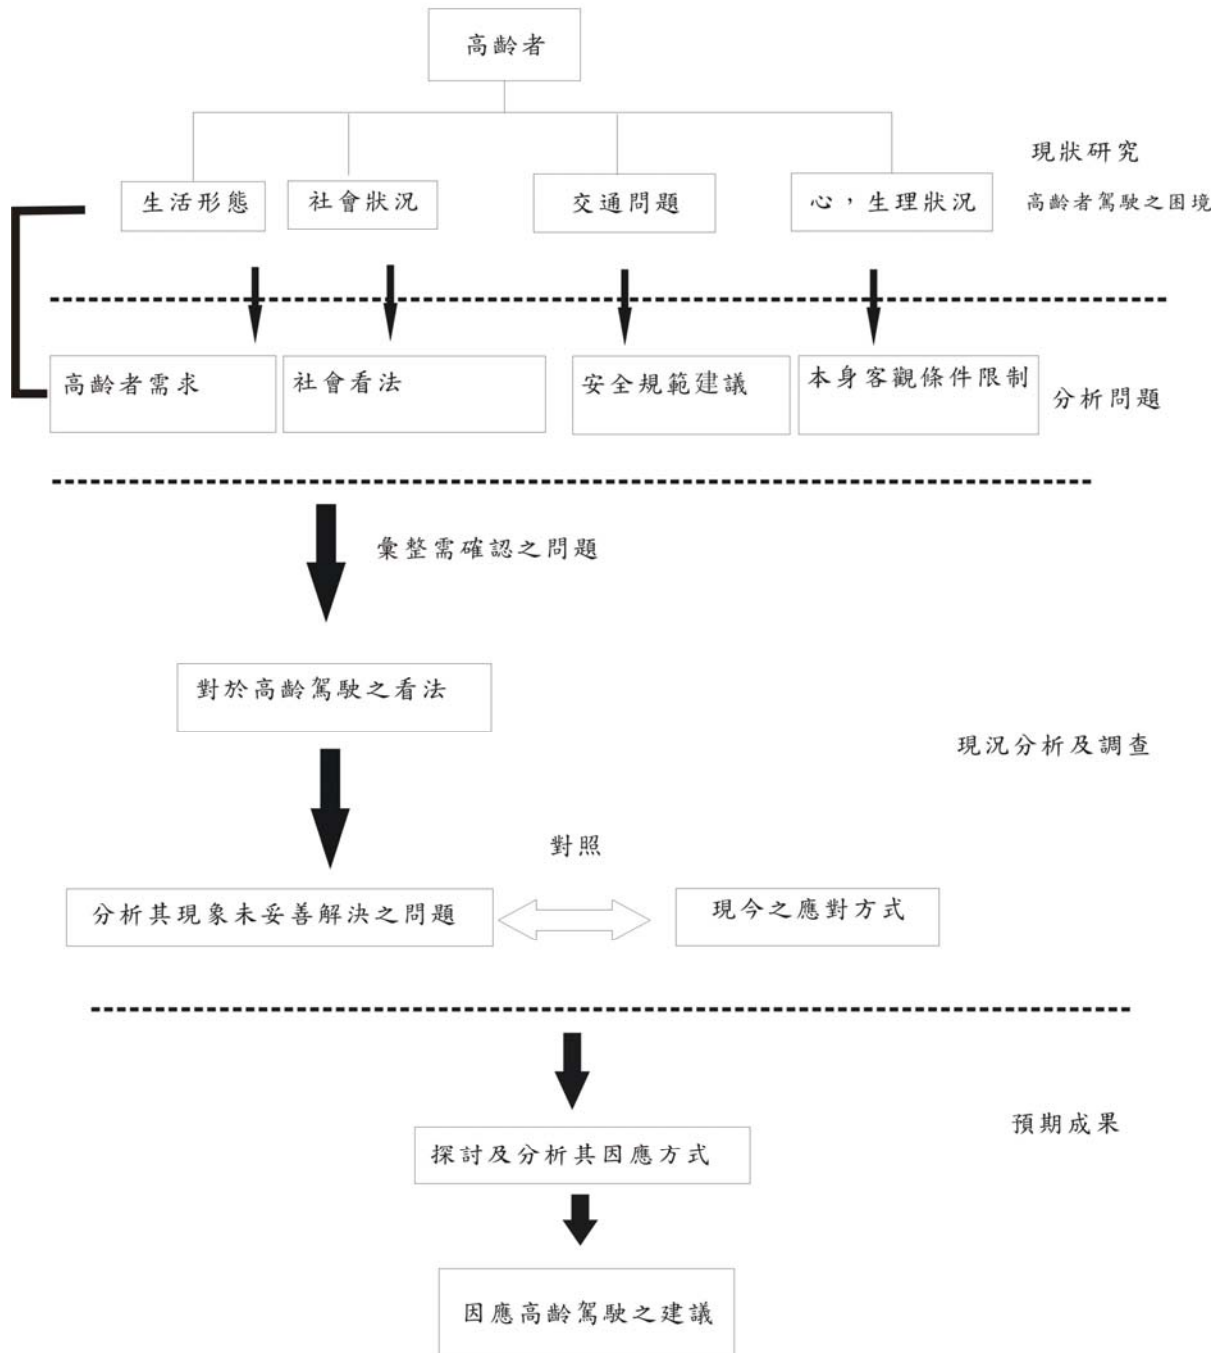 高齡者
現狀研究
生活形態
社會狀況
交通問題
心，生理狀況
高齡者駕駛之困境
高齡者需求
社會看法
安全規範建議
本身客觀條件限制
分析問題
彙整需確認之問題
對於高齡駕駛之看法
現況分析及調查
對照
分析其現象未妥善解決之問題
現今之應對方式
預期成果
探討及分析其因應方式
因應高齡駕駛之建議